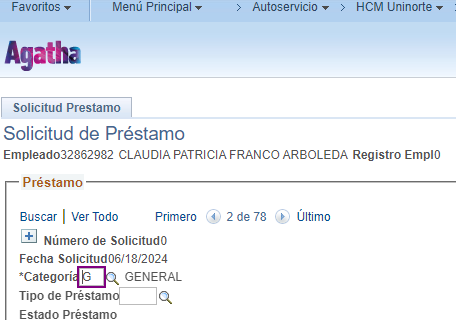 Favoritos Menú Principal > Autoservicio > HCM Uninorte
Agatha
Solicitud Prestamo
Solicitud de Préstamo
Empleado32862982 CLAUDIA PATRICIA FRANCO ARBOLEDA Registro Empl0
Préstamo
Buscar | Ver Todo Primero 2 de 78 Último
Número de Solicitud0
Fecha Solicitud06/18/2024
*Categoría G GENERAL
Tipo de Préstamo
Estado Préstamo